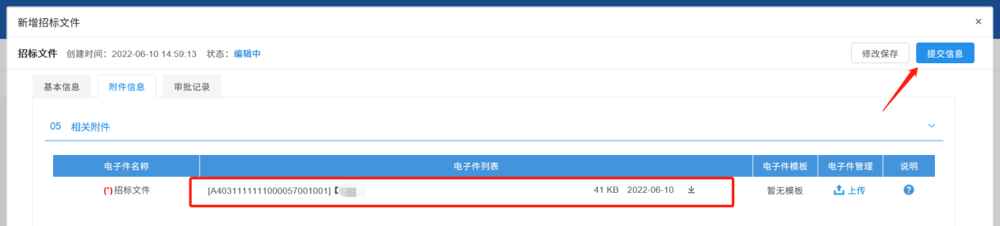 新增招标文件 ×
招标文件 创建时间：2022-06-10 14:59:13 状态：编辑中 修改保存 提交信息
基本信息 附件信息 审批记录
05 相关附件
电子件名称 电子件列表 电子件模板 电子件管理 说明
(*)招标文件 [A4031111111000057001001]【 41 KB 2022-06-10 暂无模板 上传 ?